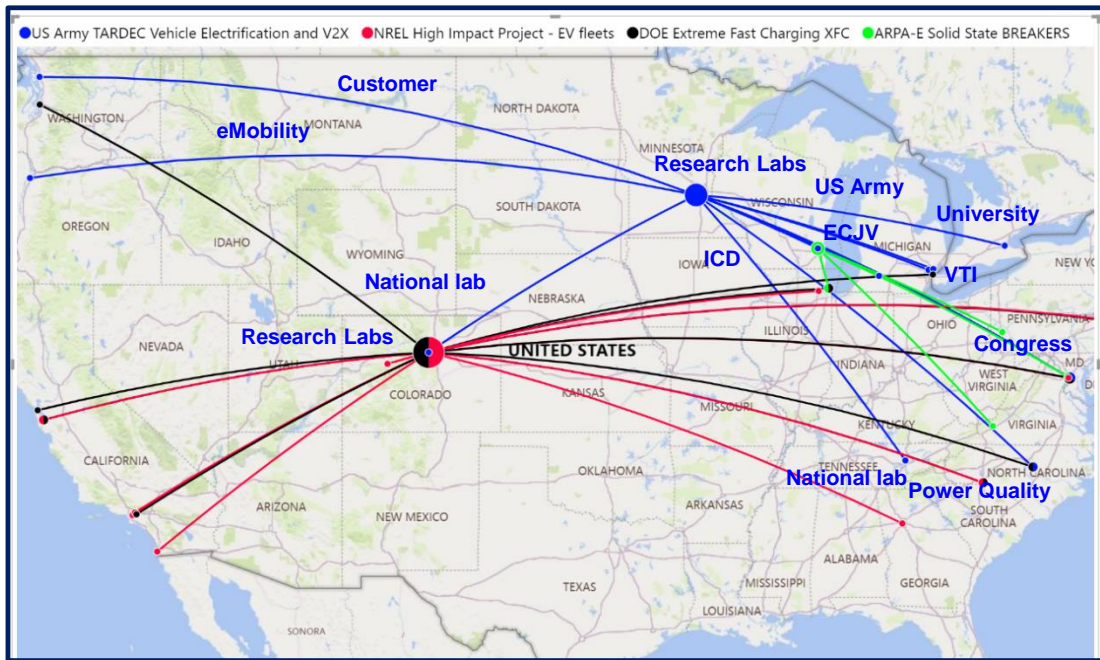 US Army TARDEC Vehicle Electrification and V2X NREL High Impact Project - EV fleets DOE Extreme Fast Charging XFC ARPA-E Solid State BREAKERS
Customer
NORTH DAKOTA
WASHINGTON
eMobility
MONTANA
MINNESOTA
Research Labs
US Army
WISCONSIN
SOUTH DAKOTA
University
OREGON
ECJV
MICHIGAN
IDAHO
WYOMING
ICD
IOWA
VTI
NEW YO
National lab
NEBRASKA
PENNSYLVANIA
Research Labs
ILLINOIS
OHIO
NEVADA
UNITED STATES
Congress
UTAH
INDIANA
MD
WEST VIRGINIA
DE
COLORADO
KANSAS
MISSOURI
KENTUCKY
VIRGINIA
CALIFORNIA
OKLAHOMA
TENNESSEE
NORTH CAROLINA
National lab
Power Quality
ARIZONA
ARKANSAS
NEW MEXICO
SOUTH CAROLINA
ALABAMA
MISSISSIPPI
GEORGIA
TEXAS
LOUISIANA
SONORA